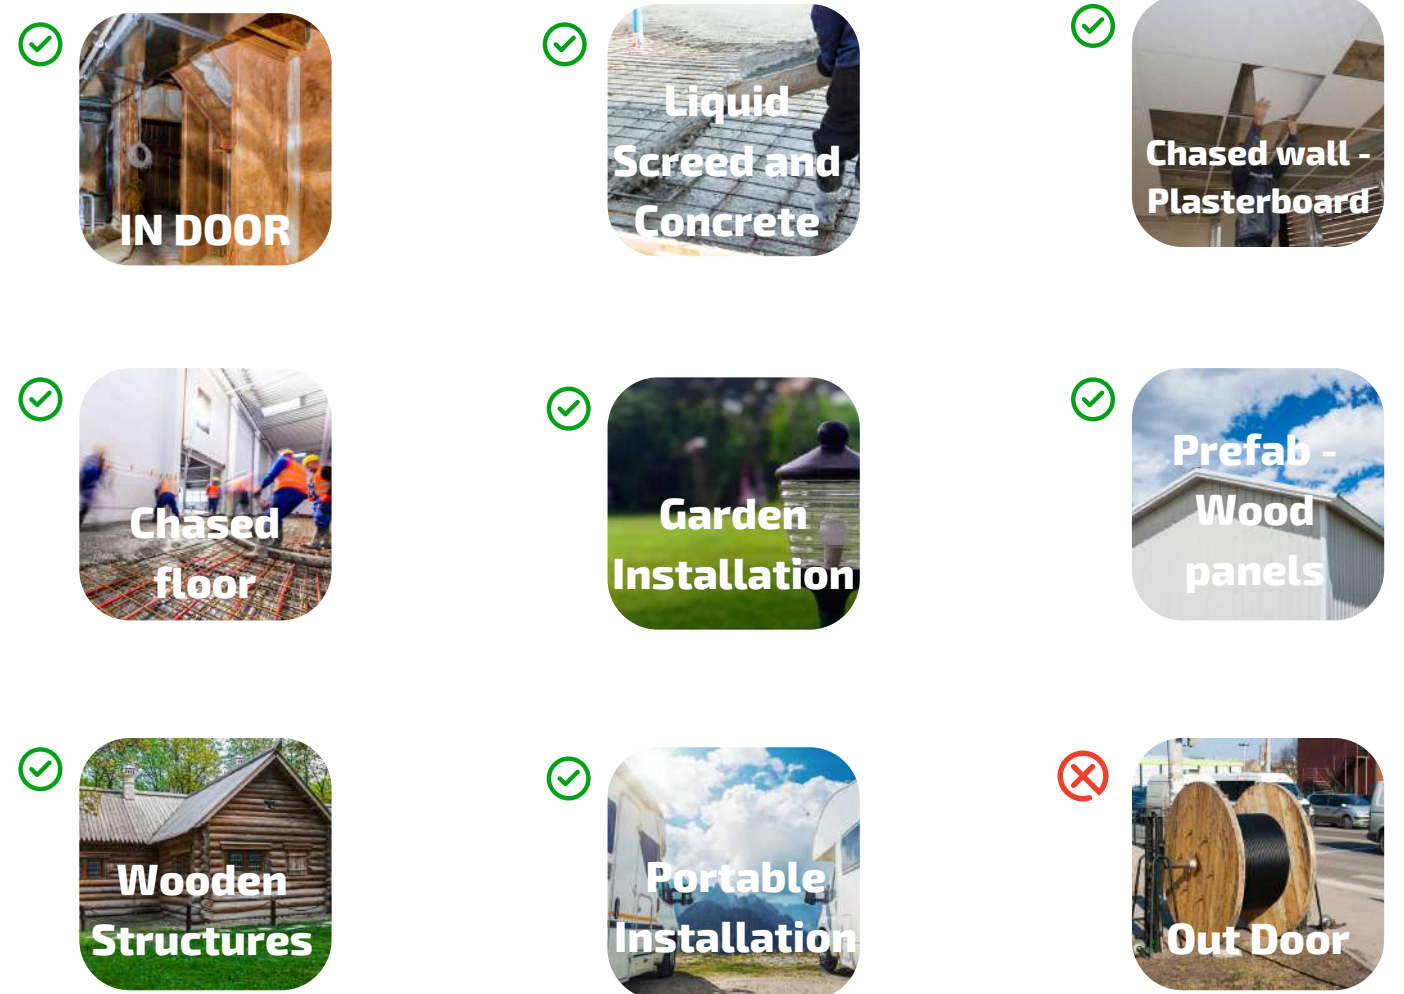 IN DOOR
Liquid
Screed and
Concrete
Chased wall -
Plasterboard
Chased
floor
Garden
Installation
Prefab -
Wood
panels
Wooden
Structures
Portable
Installation
Out Door